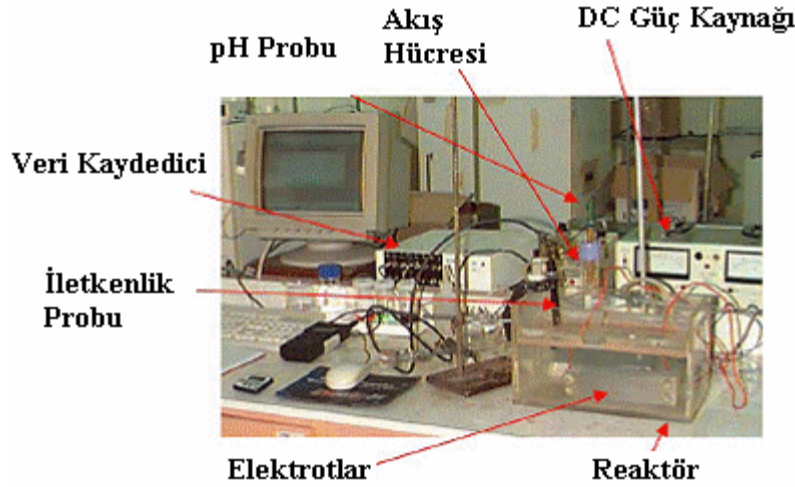 Akış
Hücresi
DC Güç Kaynağı
pH Probu
Veri Kaydedici
İletkenlik
Probu
Elektrotlar
Reaktör